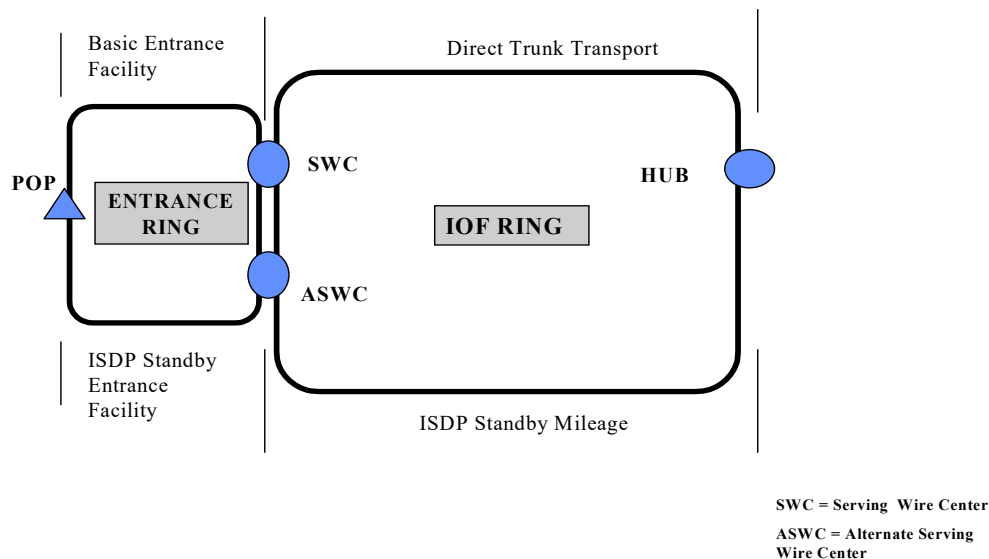 Basic Entrance
Facility
Direct Trunk Transport
POP
ENTRANCE
RING
SWC
HUB
IOF RING
ASWC
ISDP Standby
Entrance
Facility
ISDP Standby Mileage
SWC = Serving Wire Center
ASWC = Alternate Serving
Wire Center